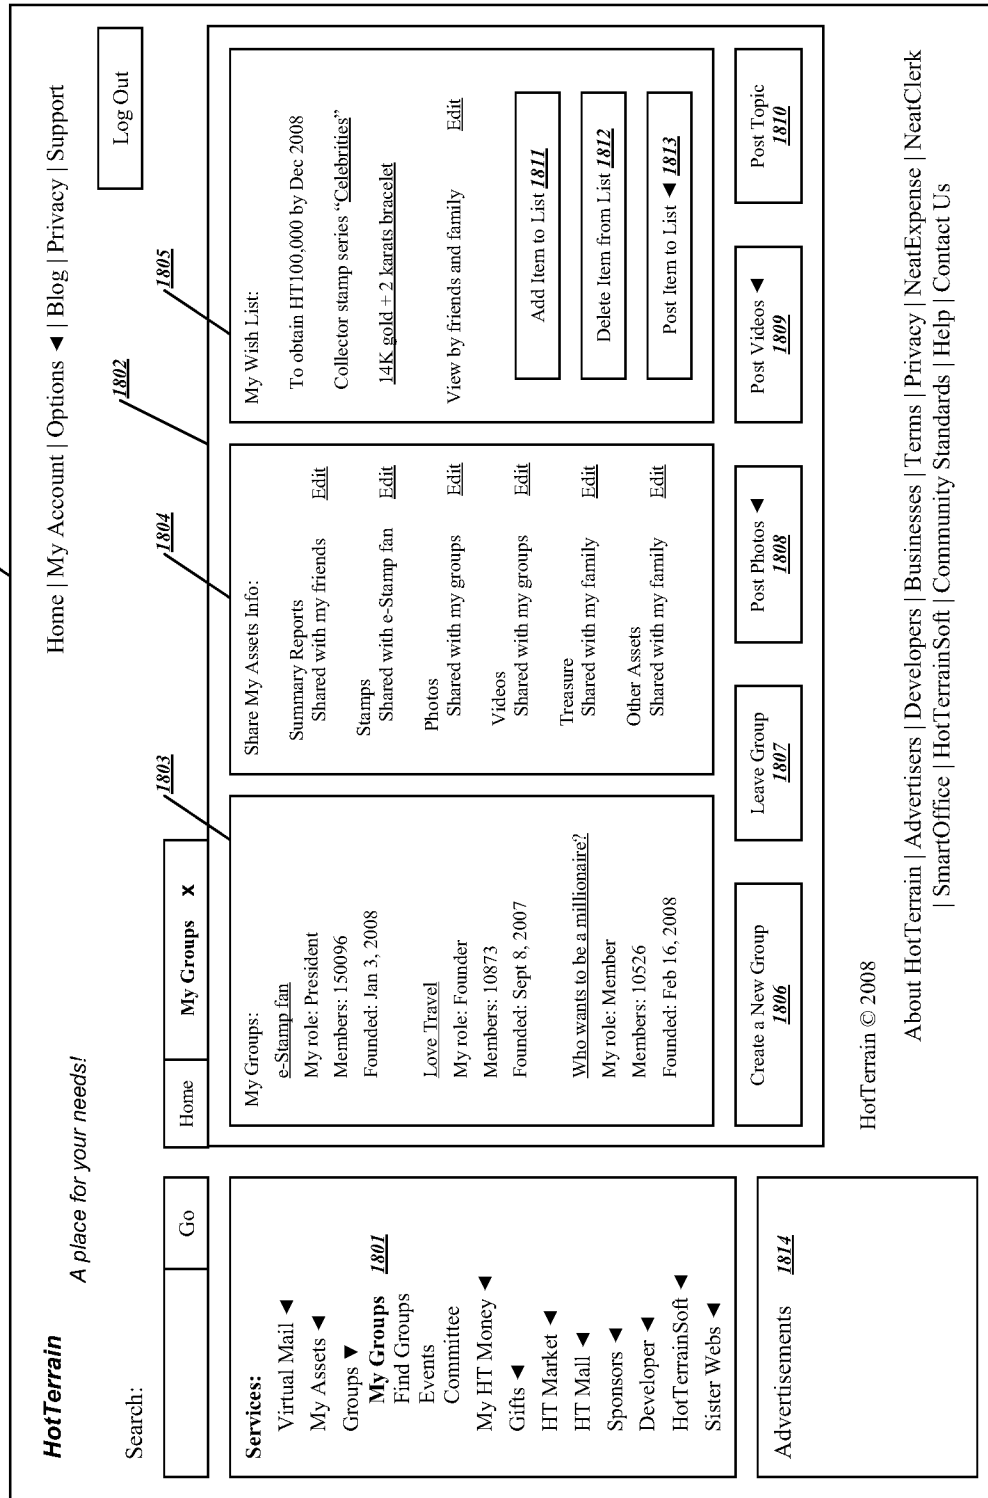 HotTerrain
A place for your needs!
Home | My Account | Options ◄ | Blog | Privacy | Support
Search:
Log Out
Go
Home
My Groups x
1803
1804
1802
1805
Services:
Virtual Mail ◄
My Assets ◄
Groups ▼
My Groups 1801
Find Groups
Events
Committee
My HT Money ◄
Gifts ◄
HT Market ◄
HT Mall ◄
Sponsors ◄
Developer ◄
HotTerrainSoft ◄
Sister Webs ◄
Advertisements 1814
My Groups:
e-Stamp fan
My role: President
Members: 150096
Founded: Jan 3, 2008
Love Travel
My role: Founder
Members: 10873
Founded: Sept 8, 2007
Who wants to be a millionaire?
My role: Member
Members: 10526
Founded: Feb 16, 2008
Share My Assets Info:
Summary Reports
Shared with my friends Edit
Stamps
Shared with e-Stamp fan Edit
Photos
Shared with my groups Edit
Videos
Shared with my groups Edit
Treasure
Shared with my family Edit
Other Assets
Shared with my family Edit
My Wish List:
To obtain HT100,000 by Dec 2008
Collector stamp series “Celebrities”
14K gold + 2 karats bracelet
View by friends and family Edit
Add Item to List 1811
Delete Item from List 1812
Post Item to List ◄ 1813
Create a New Group
1806
Leave Group
1807
Post Photos ◄
1808
Post Videos ◄
1809
Post Topic
1810
HotTerrain © 2008
About HotTerrain | Advertisers | Developers | Businesses | Terms | Privacy | NeatExpense | NeatClerk
| SmartOffice | HotTerrainSoft | Community Standards | Help | Contact Us